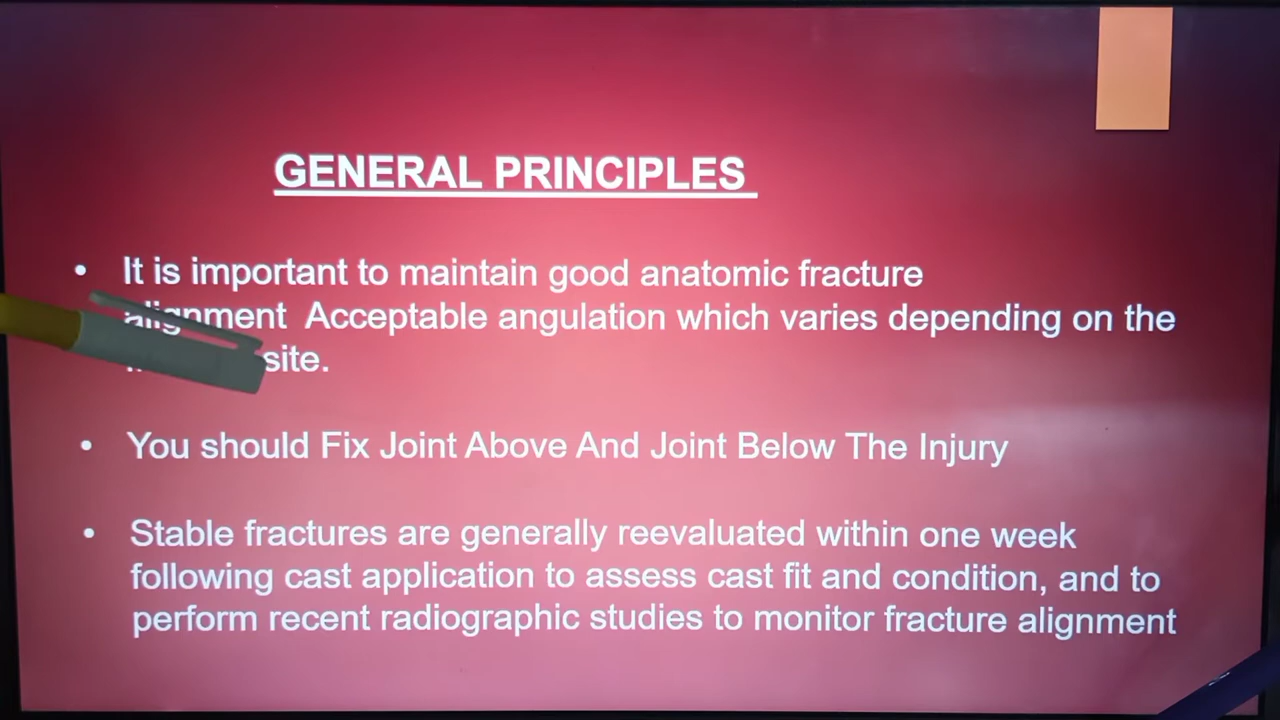 GENERAL PRINCIPLES
• It is important to maintain good anatomic fracture
alignment Acceptable angulation which varies depending on the
site.
• You should Fix Joint Above And Joint Below The Injury
• Stable fractures are generally reevaluated within one week
following cast application to assess cast fit and condition, and to
perform recent radiographic studies to monitor fracture alignment